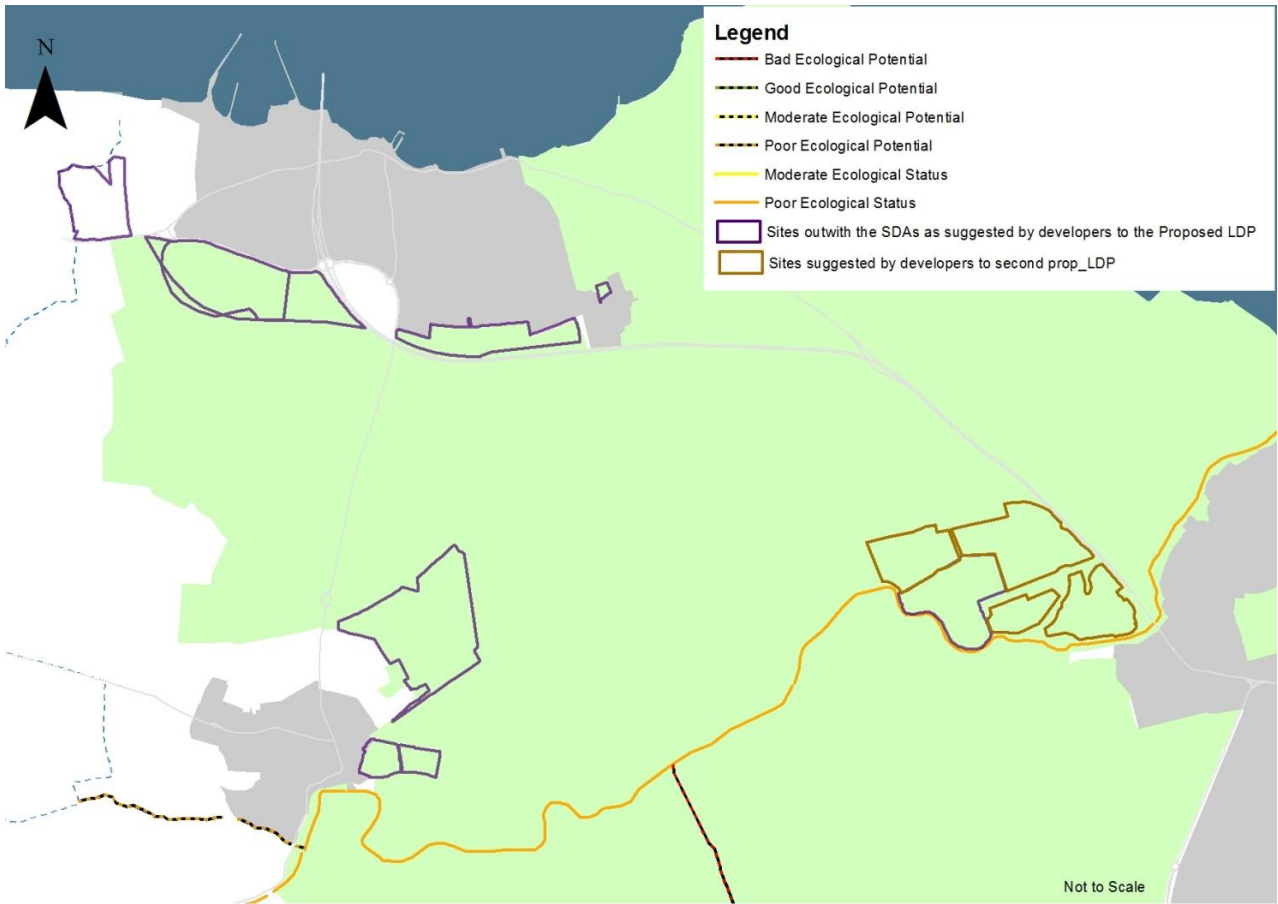 N
Legend
Bad Ecological Potential
Good Ecological Potential
Moderate Ecological Potential
Poor Ecological Potential
Moderate Ecological Status
Poor Ecological Status
Sites outwith the SDAs as suggested by developers to the Proposed LDP
Sites suggested by developers to second prop_LDP
Not to Scale